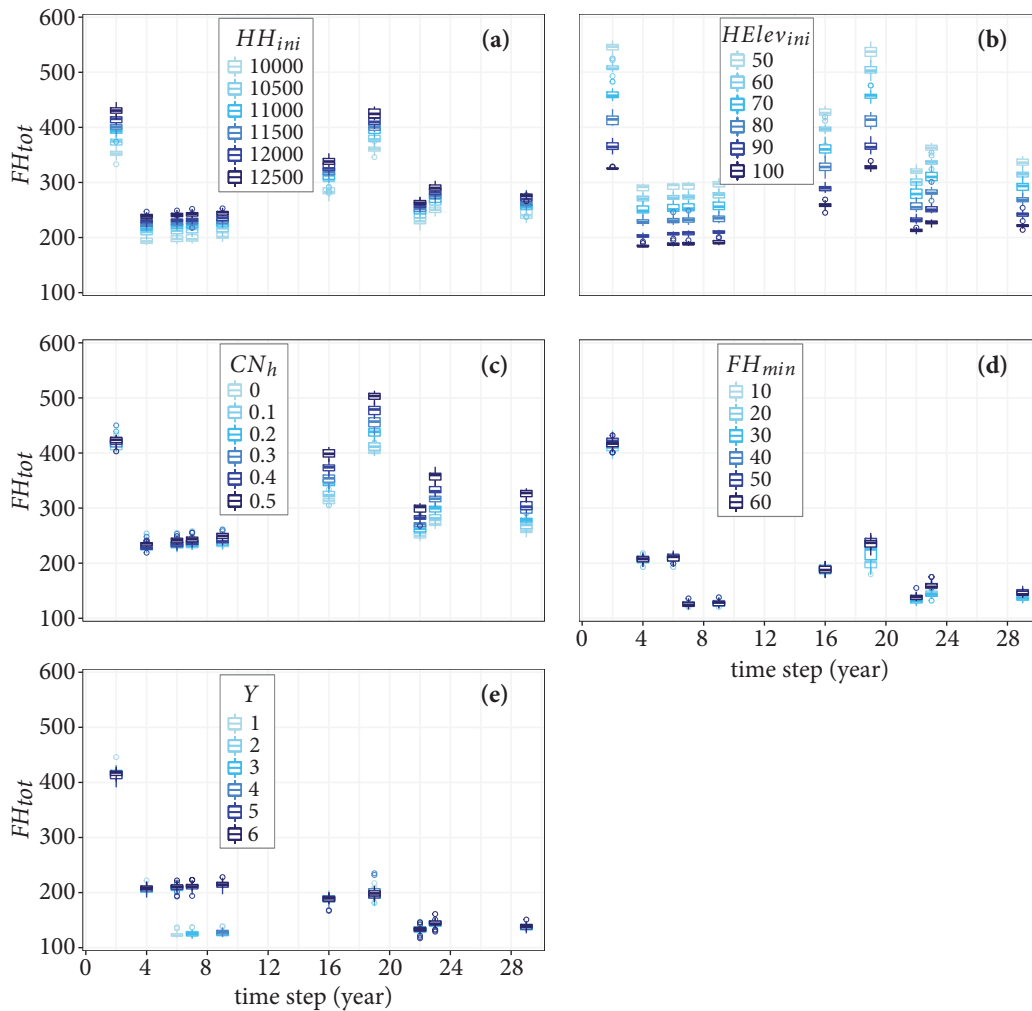 600
500
400
300
200
100
FHtot
HHini
10000
10500
11000
11500
12000
12500
(a)
HElevini
50
60
70
80
90
100
(b)
600
500
400
300
200
100
FHtot
CNh
0
0.1
0.2
0.3
0.4
0.5
(c)
FHmin
10
20
30
40
50
60
(d)
0 4 8 12 16 20 24 28
time step (year)
600
500
400
300
200
100
FHtot
Y
1
2
3
4
5
6
(e)
0 4 8 12 16 20 24 28
time step (year)